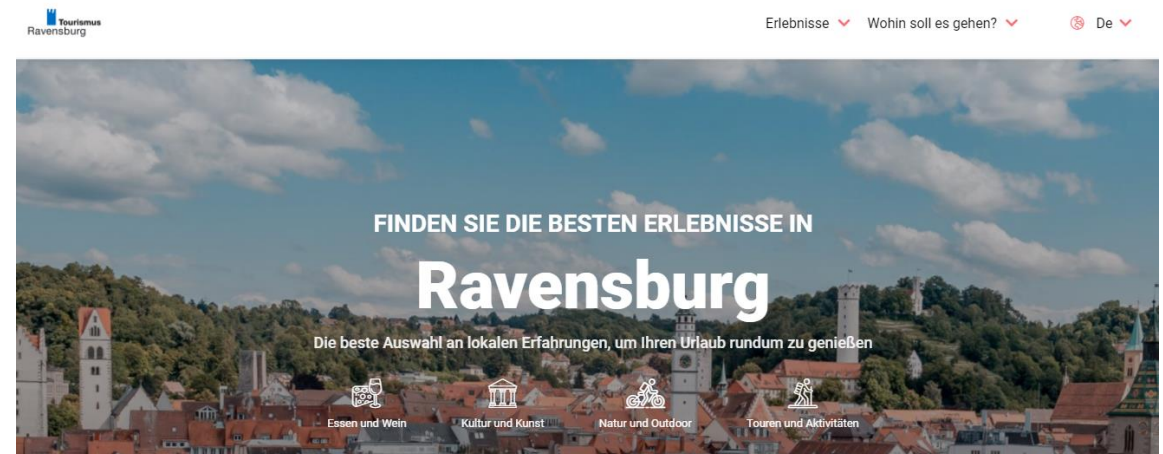 Tourismus
Ravensburg
Erlebnisse
Wohin soll es gehen?
De
FINDEN SIE DIE BESTEN ERLEBNISSE IN
Ravensburg
Die beste Auswahl an lokalen Erfahrungen, um Ihren Urlaub rundum zu genießen
Essen und Wein
Kultur und Kunst
Natur und Outdoor
Touren und Aktivitäten